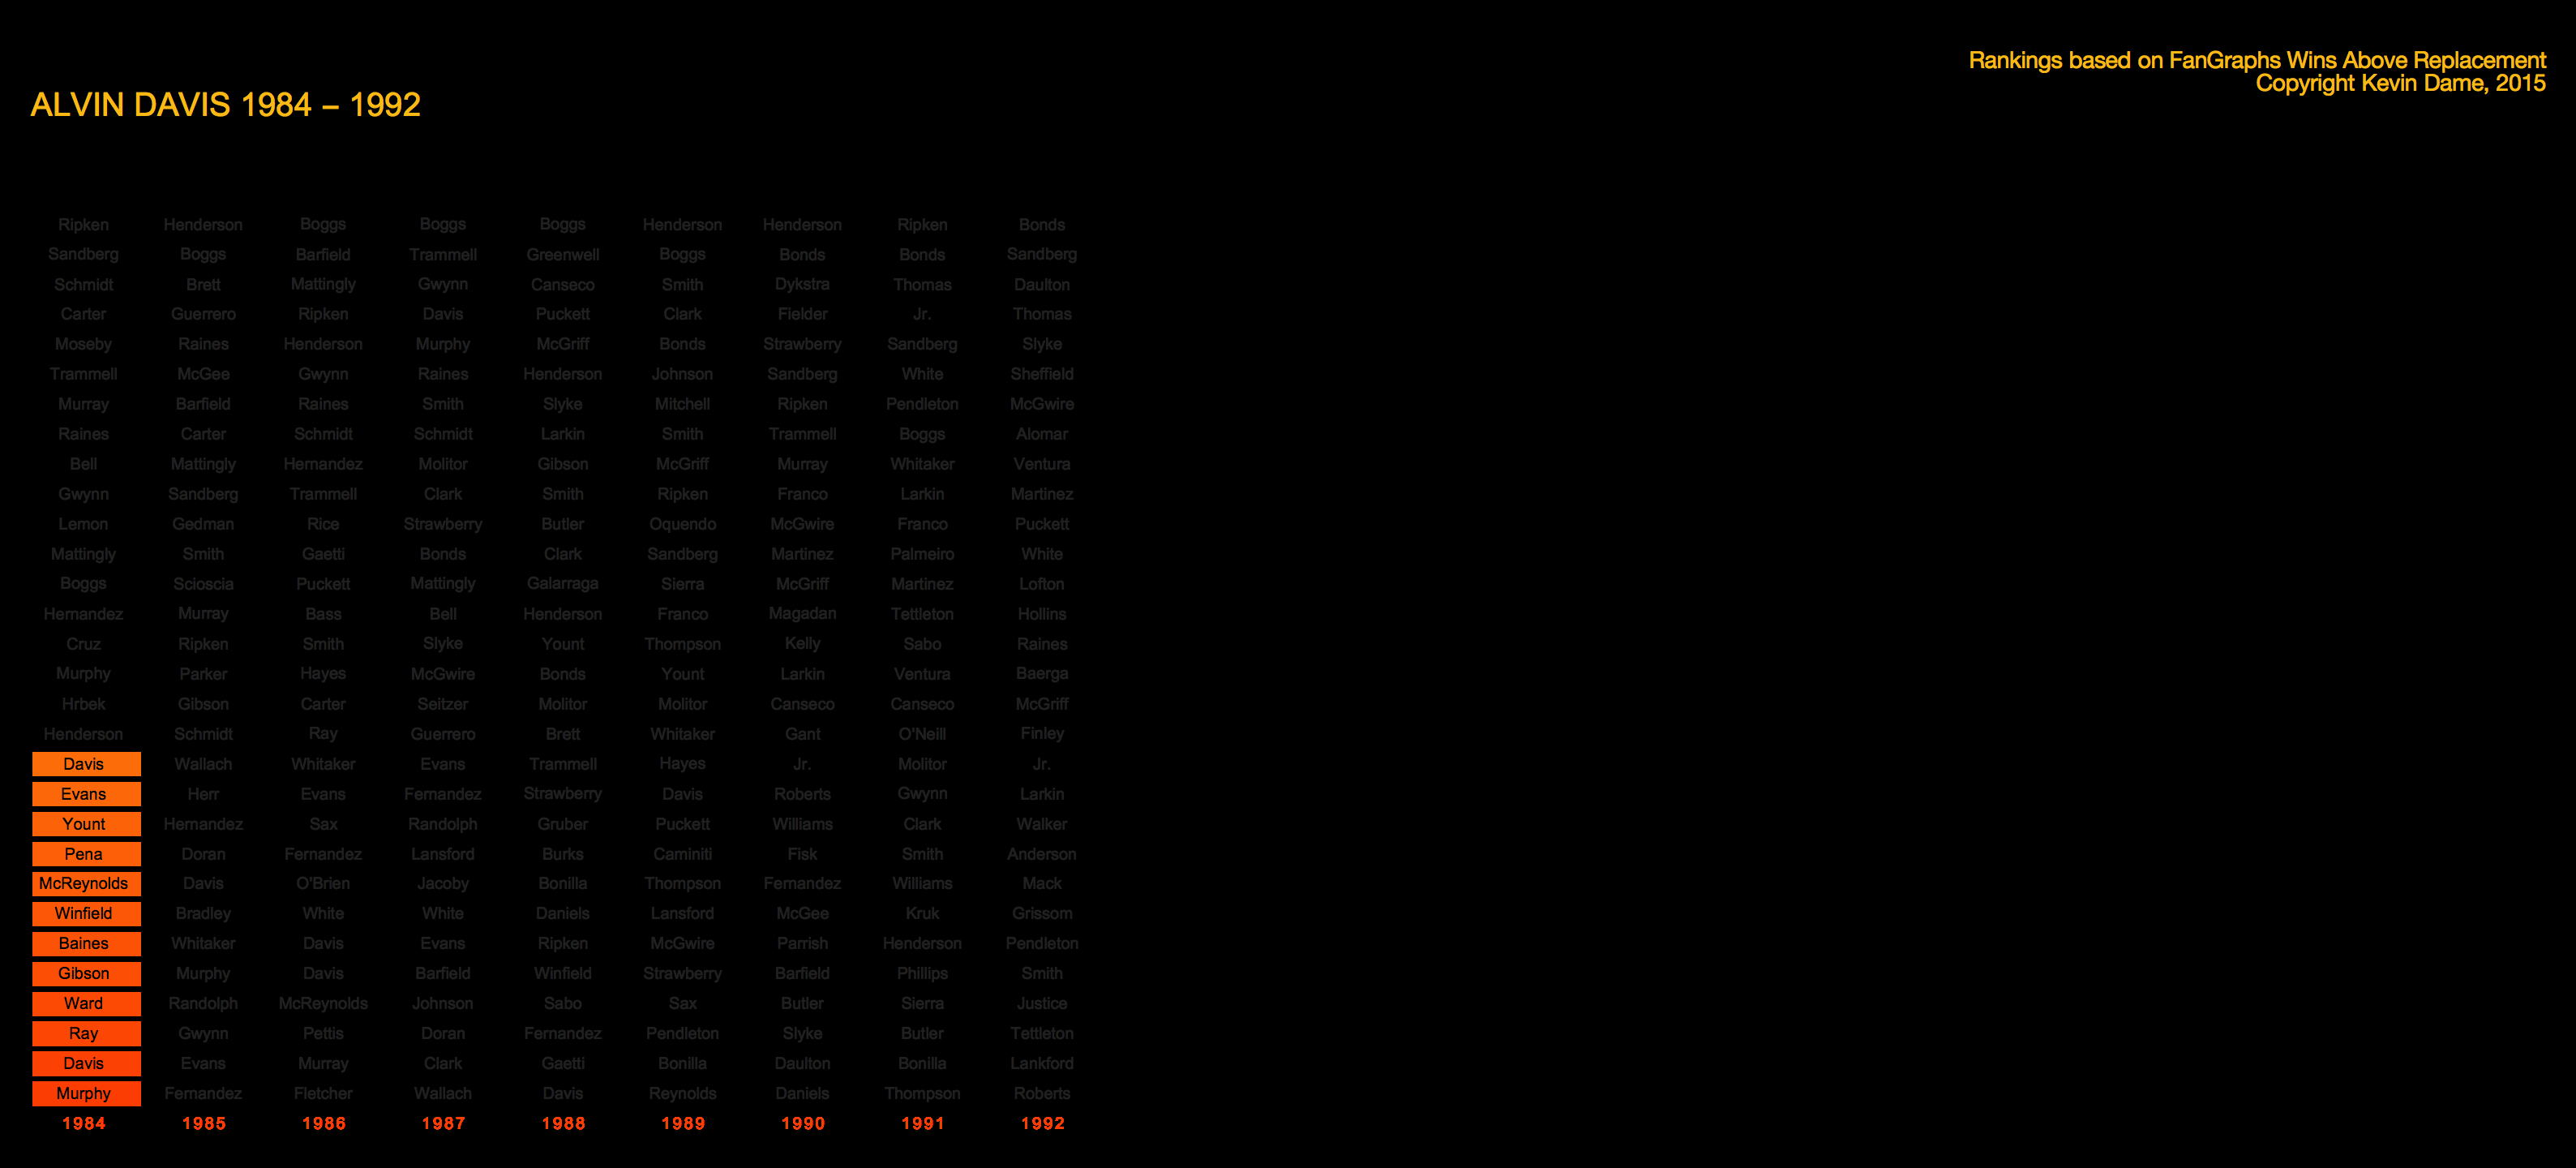 Rankings based on FanGraphs Wins Above Replacement
Copyright Kevin Dame, 2015
ALVIN DAVIS 1984 – 1992
Ripken Henderson Boggs Boggs Boggs Henderson Henderson Ripken Bonds
Sandberg Boggs Barfield Trammell Greenwell Boggs Bonds Bonds Sandberg
Schmidt Brett Mattingly Gwynn Canseco Smith Dykstra Thomas Daulton
Carter Guerrero Ripken Davis Puckett Clark Fielder Jr. Thomas
Moseby Raines Henderson Murphy McGriff Bonds Strawberry Sandberg Slyke
Trammell McGee Gwynn Raines Henderson Johnson Sandberg White Sheffield
Murray Barfield Raines Smith Slyke Mitchell Ripken Pendleton McGwire
Raines Carter Schmidt Schmidt Larkin Smith Trammell Boggs Alomar
Bell Mattingly Hernandez Molitor Gibson McGriff Murray Whitaker Ventura
Gwynn Sandberg Trammell Clark Smith Ripken Franco Larkin Martinez
Lemon Gedman Rice Strawberry Butler Oquendo McGwire Franco Puckett
Mattingly Smith Gaetti Bonds Clark Sandberg Martinez Palmeiro White
Boggs Scioscia Puckett Mattingly Galarraga Sierra McGriff Martinez Lofton
Hernandez Murray Bass Bell Henderson Franco Magadan Tettleton Hollins
Cruz Ripken Smith Slyke Yount Thompson Kelly Sabo Raines
Murphy Parker Hayes McGwire Bonds Yount Larkin Ventura Baerga
Hrbek Gibson Carter Seitzer Molitor Molitor Canseco Canseco McGriff
Henderson Schmidt Ray Guerrero Brett Whitaker Gant O'Neill Finley
Davis Wallach Whitaker Evans Trammell Hayes Jr. Molitor Jr.
Evans Herr Evans Fernandez Strawberry Davis Roberts Gwynn Larkin
Yount Hernandez Sax Randolph Gruber Puckett Williams Clark Walker
Pena Doran Fernandez Lansford Burks Caminiti Fisk Smith Anderson
McReynolds Davis O'Brien Jacoby Bonilla Thompson Fernandez Williams Mack
Winfield Bradley White White Daniels Lansford McGee Kruk Grissom
Baines Whitaker Davis Evans Ripken McGwire Parrish Henderson Pendleton
Gibson Murphy Davis Barfield Winfield Strawberry Barfield Phillips Smith
Ward Randolph McReynolds Johnson Sabo Sax Butler Sierra Justice
Ray Gwynn Pettis Doran Fernandez Pendleton Slyke Butler Tettleton
Davis Evans Murray Clark Gaetti Bonilla Daulton Bonilla Lankford
Murphy Fernandez Fletcher Wallach Davis Reynolds Daniels Thompson Roberts
1984 1985 1986 1987 1988 1989 1990 1991 1992